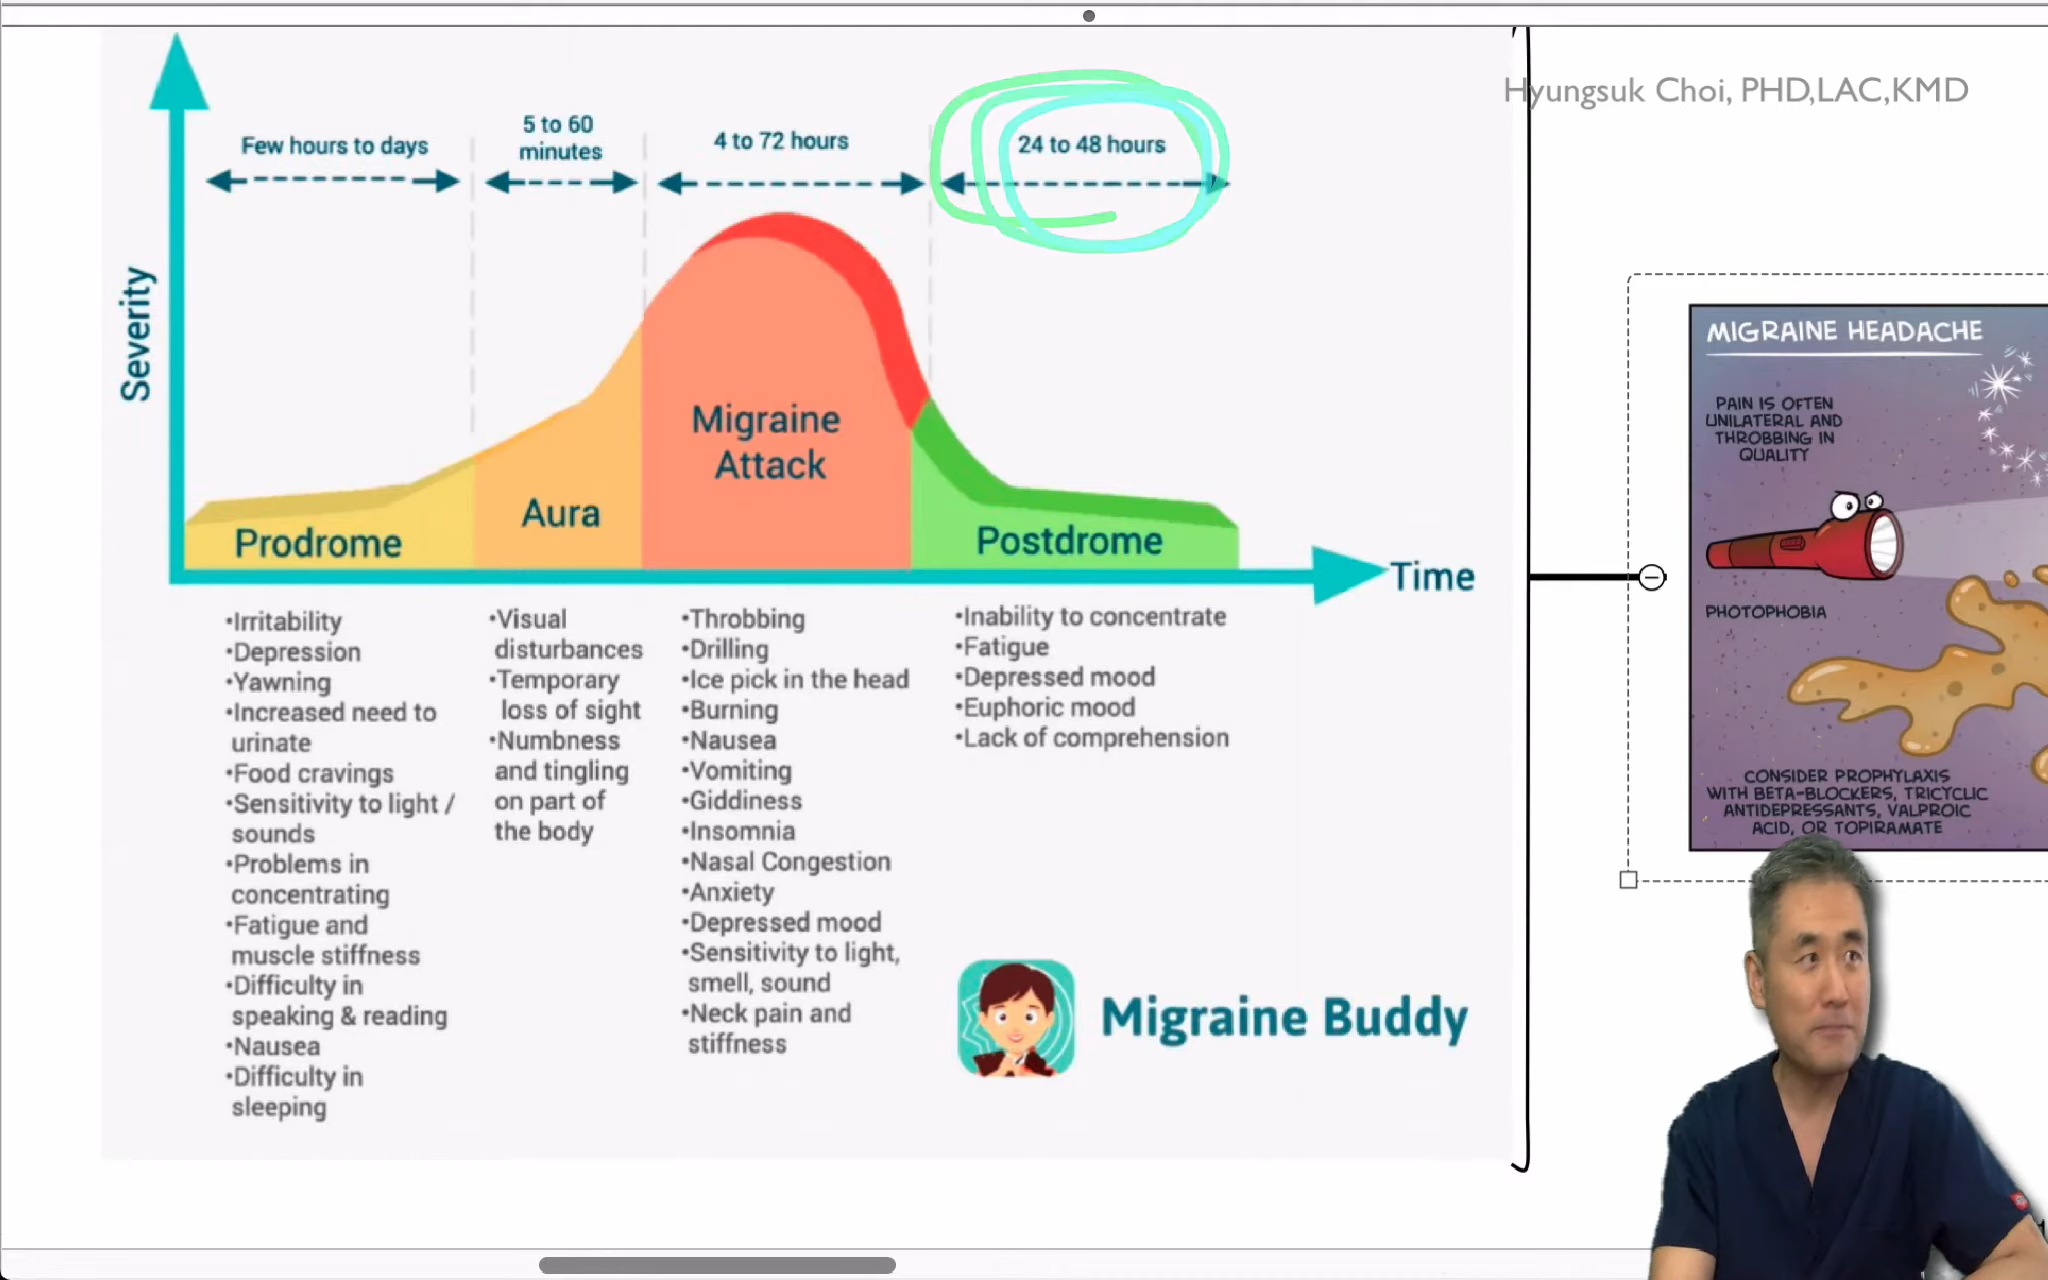 Hyungsuk Choi, PHD,LAC,KMD
Few hours to days
5 to 60
minutes
4 to 72 hours
24 to 48 hours
Severity
Migraine
Attack
Aura
Prodrome
Postdrome
Time
•Irritability
•Depression
•Yawning
•Increased need to
urinate
•Food cravings
•Sensitivity to light /
sounds
•Problems in
concentrating
•Fatigue and
muscle stiffness
•Difficulty in
speaking & reading
•Nausea
•Difficulty in
sleeping
•Visual
disturbances
•Temporary
loss of sight
•Numbness
and tingling
on part of
the body
•Throbbing
•Drilling
•Ice pick in the head
•Burning
•Nausea
•Vomiting
•Giddiness
•Insomnia
•Nasal Congestion
•Anxiety
•Depressed mood
•Sensitivity to light,
smell, sound
•Neck pain and
stiffness
•Inability to concentrate
•Fatigue
•Depressed mood
•Euphoric mood
•Lack of comprehension
Migraine Buddy
MIGRAINE HEADACHE
PAIN IS OFTEN
UNILATERAL AND
THROBBING IN
QUALITY
PHOTOPHOBIA
CONSIDER PROPHYLAXIS
WITH BETA-BLOCKERS, TRICYCLIC
ANTIDEPRESSANTS, VALPROIC
ACID, OR TOPIRAMATE